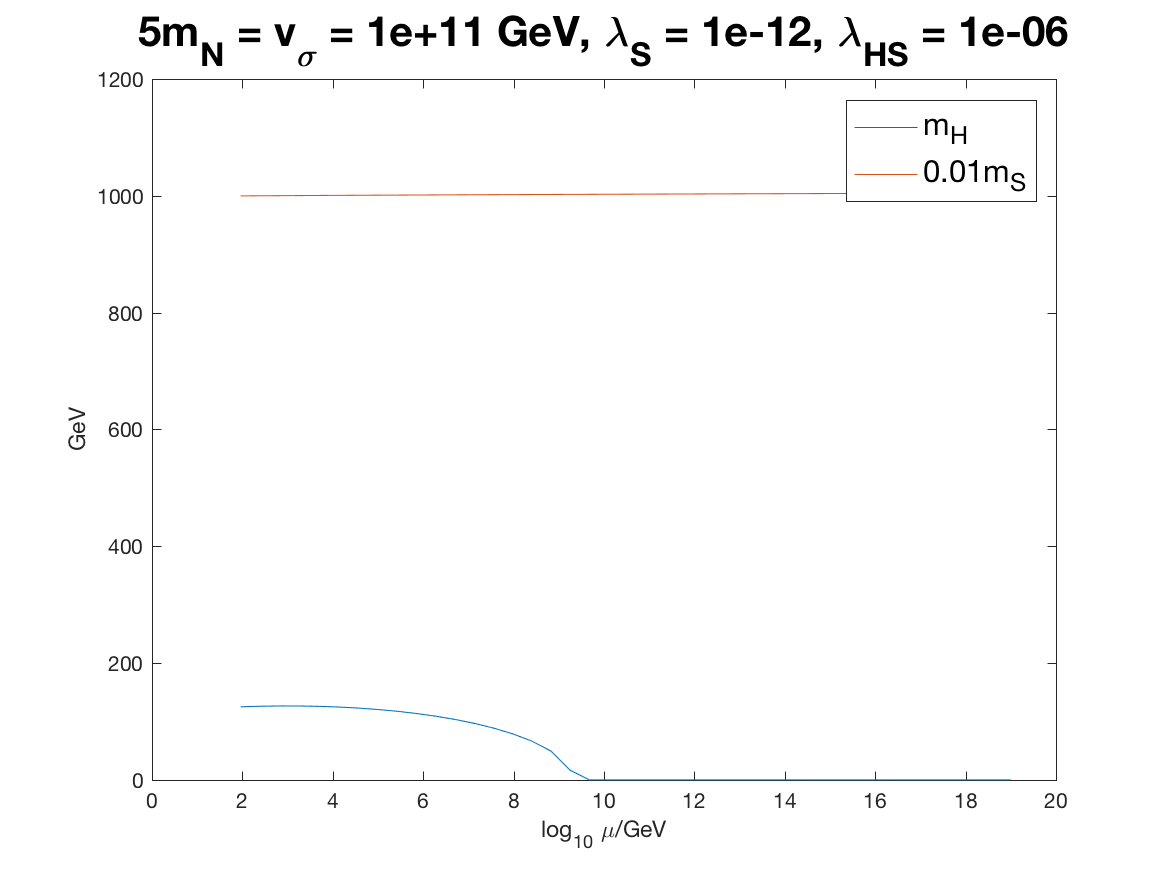 5m_N = v_σ = 1e+11 GeV, λ_S = 1e-12, λ_HS = 1e-06
1200
1000
800
600
400
200
0
GeV
m_H
0.01m_S
0 2 4 6 8 10 12 14 16 18 20
log_10 μ/GeV